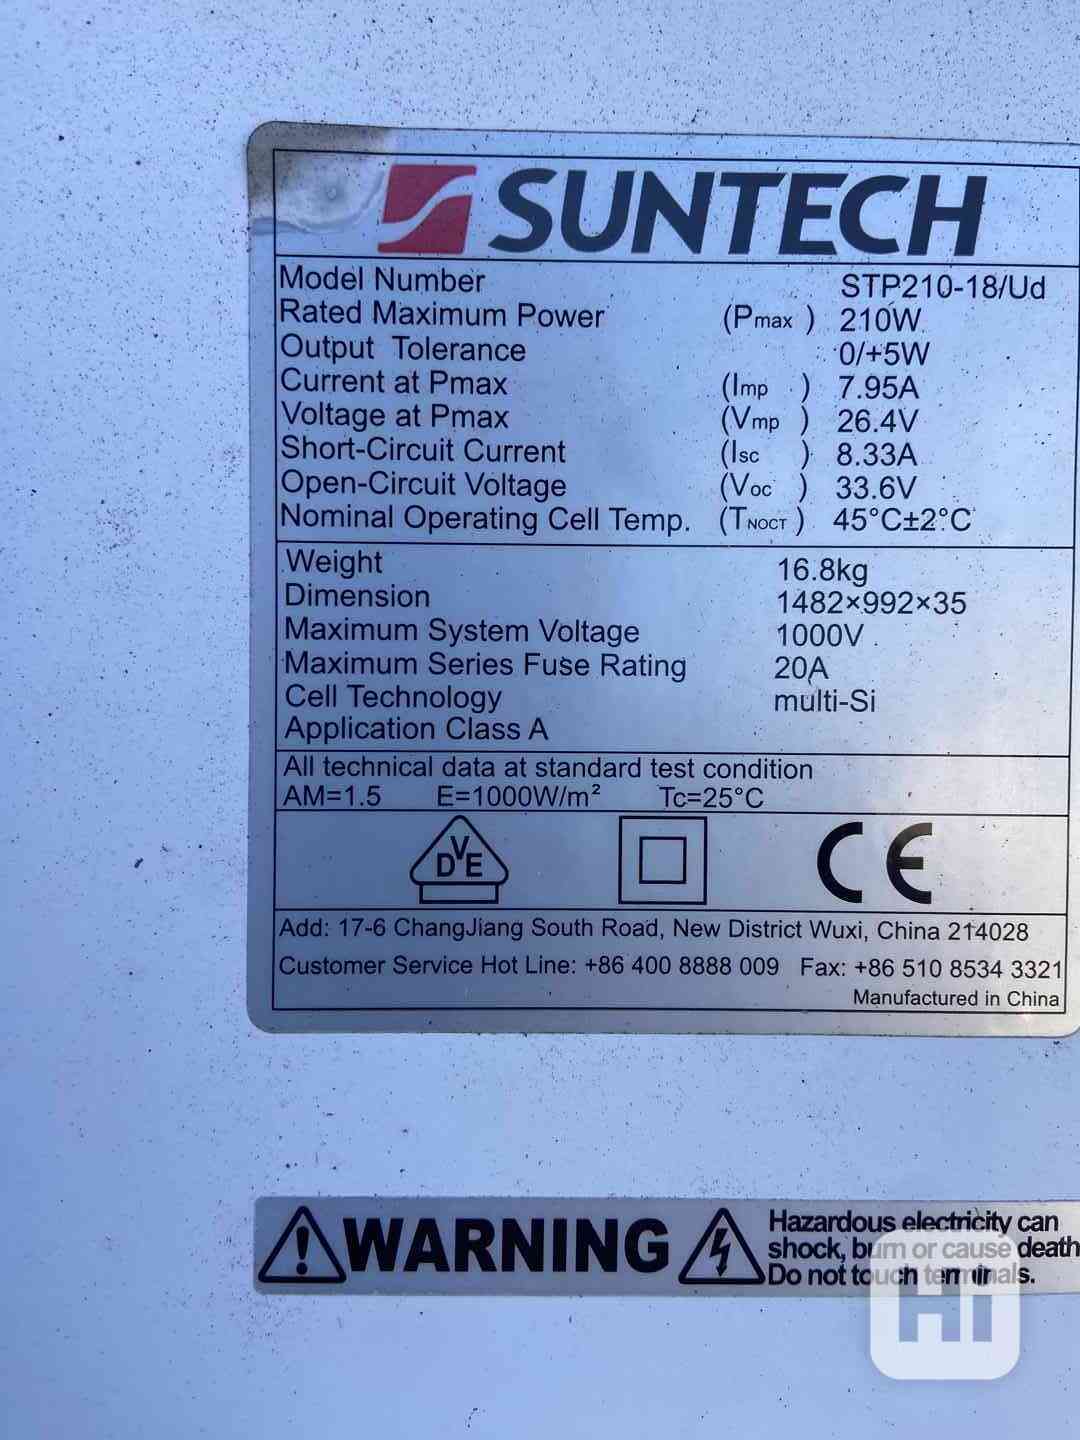 SUNTECH
Model Number STP210-18/Ud
Rated Maximum Power (Pmax ) 210W
Output Tolerance 0/+5W
Current at Pmax (Imp ) 7.95A
Voltage at Pmax (Vmp ) 26.4V
Short-Circuit Current (Isc ) 8.33A
Open-Circuit Voltage (Voc ) 33.6V
Nominal Operating Cell Temp. (TNOCT ) 45°C±2°C
Weight 16.8kg
Dimension 1482×992×35
Maximum System Voltage 1000V
Maximum Series Fuse Rating 20A
Cell Technology multi-Si
Application Class A
All technical data at standard test condition
AM=1.5 E=1000W/m² Tc=25°C
DVE CE
Add: 17-6 ChangJiang South Road, New District Wuxi, China 214028
Customer Service Hot Line: +86 400 8888 009 Fax: +86 510 8534 3321
Manufactured in China
WARNING
Hazardous electricity can
shock, burn or cause death
Do not touch terminals.
Hi